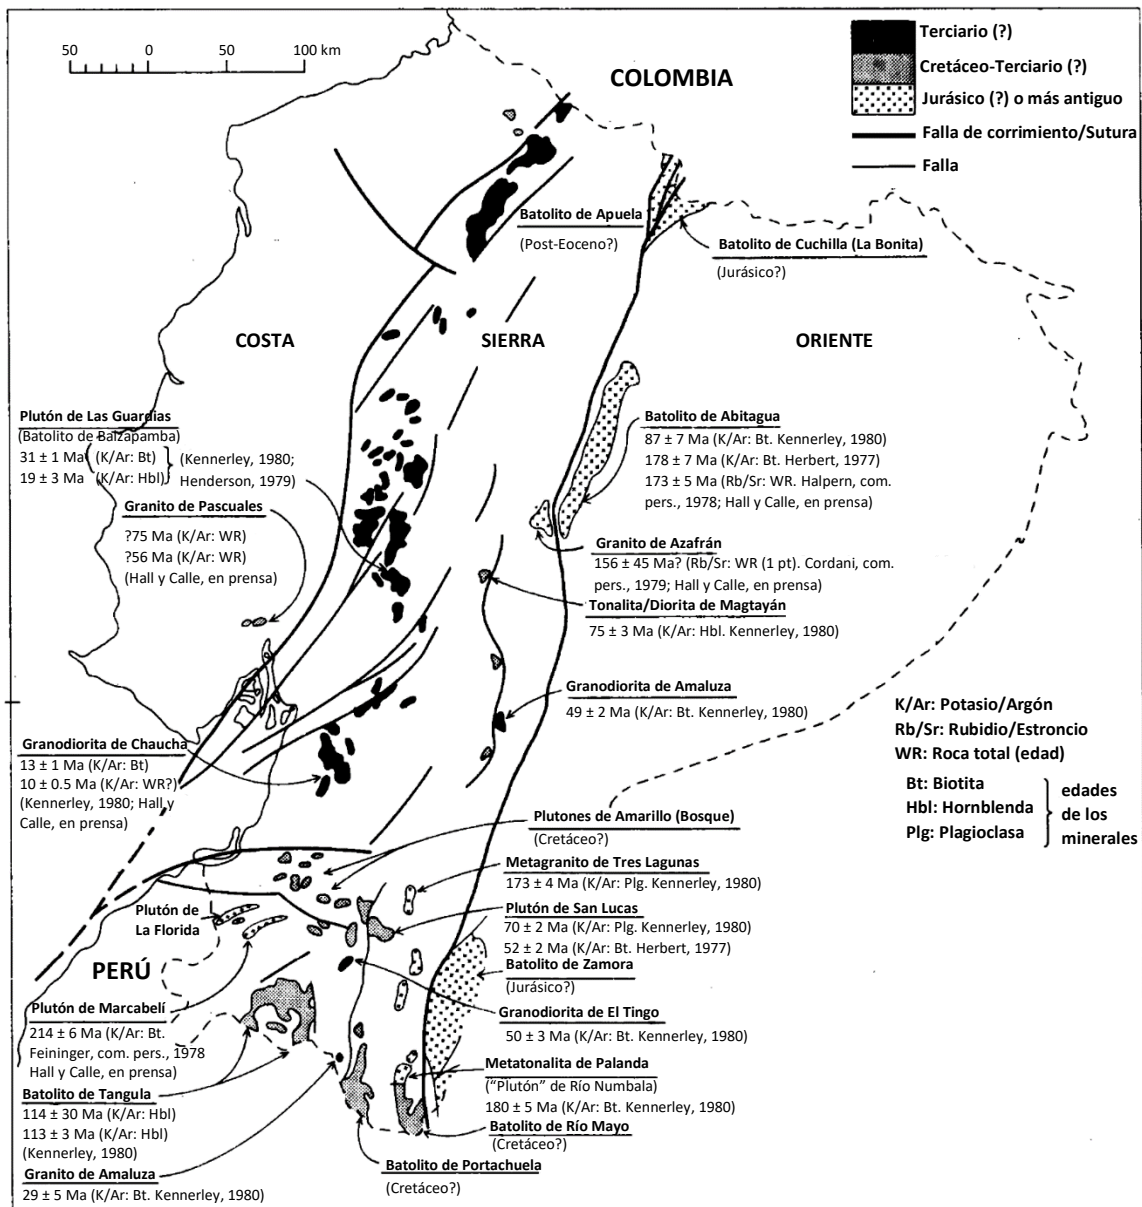 50 0 50 100 km
COLOMBIA
Terciario (?)
Cretáceo-Terciario (?)
Jurásico (?) o más antiguo
Falla de corrimiento/Sutura
Falla
Batolito de Apuela
(Post-Eoceno?)
Batolito de Cuchilla (La Bonita)
(Jurásico?)
COSTA
SIERRA
ORIENTE
Plutón de Las Guardias
(Batolito de Balzapamba)
31 ± 1 Ma (K/Ar: Bt)
19 ± 3 Ma (K/Ar: Hbl)
(Kennerley, 1980;
Henderson, 1979)
Batolito de Abitagua
87 ± 7 Ma (K/Ar: Bt. Kennerley, 1980)
178 ± 7 Ma (K/Ar: Bt. Herbert, 1977)
173 ± 5 Ma (Rb/Sr: WR. Halpern, com.
pers., 1978; Hall y Calle, en prensa)
Granito de Pascuales
?75 Ma (K/Ar: WR)
?56 Ma (K/Ar: WR)
(Hall y Calle, en prensa)
Granito de Azafrán
156 ± 45 Ma? (Rb/Sr: WR (1 pt). Cordani, com.
pers., 1979; Hall y Calle, en prensa)
Tonalita/Diorita de Magtayán
75 ± 3 Ma (K/Ar: Hbl. Kennerley, 1980)
Granodiorita de Amaluza
49 ± 2 Ma (K/Ar: Bt. Kennerley, 1980)
K/Ar: Potasio/Argón
Rb/Sr: Rubidio/Estroncio
WR: Roca total (edad)
Bt: Biotita
Hbl: Hornblenda
Plg: Plagioclasa
edades
de los
minerales
Granodiorita de Chaucha
13 ± 1 Ma (K/Ar: Bt)
10 ± 0.5 Ma (K/Ar: WR?)
(Kennerley, 1980; Hall y
Calle, en prensa)
Plutones de Amarillo (Bosque)
(Cretáceo?)
Metagranito de Tres Lagunas
173 ± 4 Ma (K/Ar: Plg. Kennerley, 1980)
Plutón de San Lucas
70 ± 2 Ma (K/Ar: Plg. Kennerley, 1980)
52 ± 2 Ma (K/Ar: Bt. Herbert, 1977)
Batolito de Zamora
(Jurásico?)
Plutón de
La Florida
PERÚ
Plutón de Marcabelí
214 ± 6 Ma (K/Ar: Bt.
Feininger, com. pers., 1978
Hall y Calle, en prensa)
Granodiorita de El Tingo
50 ± 3 Ma (K/Ar: Bt. Kennerley, 1980)
Metatonalita de Palanda
(“Plutón” de Río Numbala)
180 ± 5 Ma (K/Ar: Bt. Kennerley, 1980)
Batolito de Río Mayo
(Cretáceo?)
Batolito de Tangula
114 ± 30 Ma (K/Ar: Hbl)
113 ± 3 Ma (K/Ar: Hbl)
(Kennerley, 1980)
Batolito de Portachuela
(Cretáceo?)
Granito de Amaluza
29 ± 5 Ma (K/Ar: Bt. Kennerley, 1980)